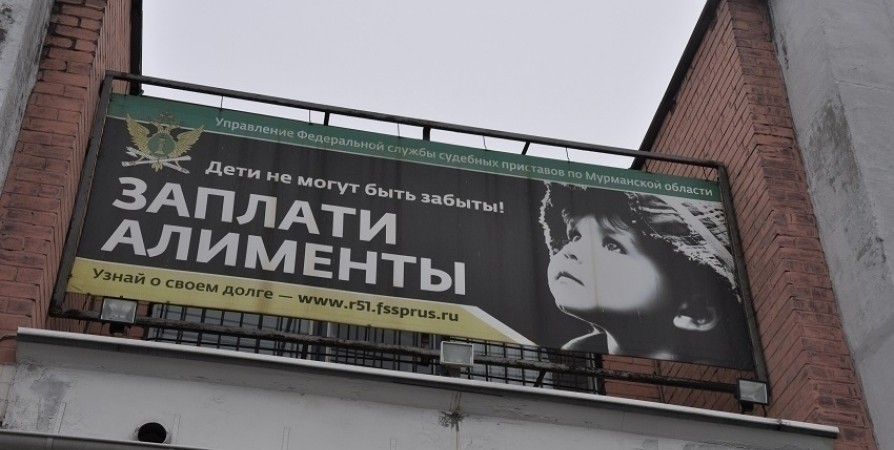 Управление Федеральной службы судебных приставов по Мурманской области
Дети не могут быть забыты!
ЗАПЛАТИ
АЛИМЕНТЫ
Узнай о своем долге — www.r51.fssprus.ru